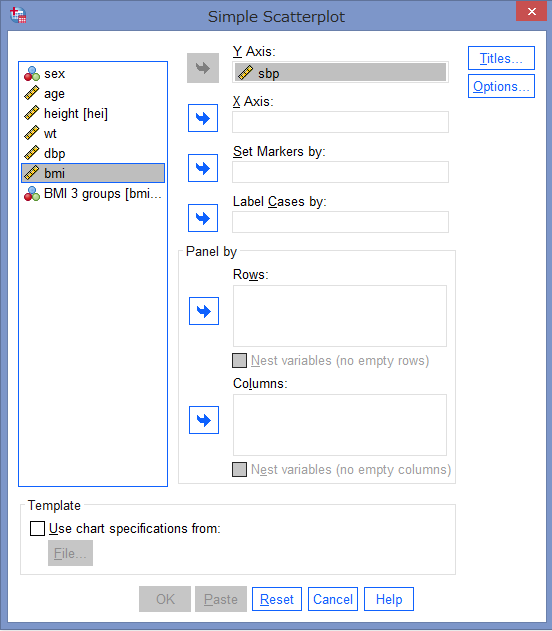 Simple Scatterplot
sex
age
height [hei]
wt
dbp
bmi
BMI 3 groups [bmi...
Y Axis:
sbp
X Axis:
Set Markers by:
Label Cases by:
Panel by
Rows:
Nest variables (no empty rows)
Columns:
Nest variables (no empty columns)
Titles...
Options...
Template
Use chart specifications from:
File...
OK Paste Reset Cancel Help